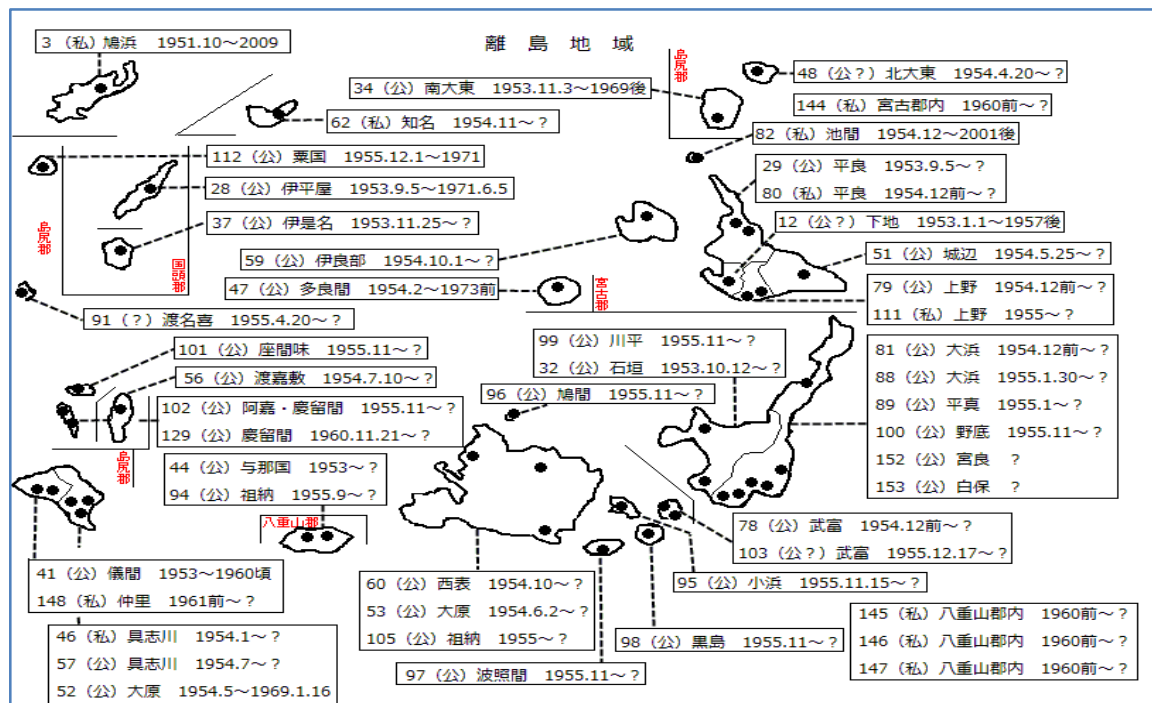 離島地域
3（私）鳩浜 1951.10～2009
島尻郡
48（公？）北大東 1954.4.20～？
34（公）南大東 1953.11.3～1969後
144（私）宮古郡内 1960前～？
62（私）知名 1954.11～？
82（私）池間 1954.12～2001後
112（公）粟国 1955.12.1～1971
29（公）平良 1953.9.5～？
80（私）平良 1954.12前～？
28（公）伊平屋 1953.9.5～1971.6.5
12（公？）下地 1953.1.1～1957後
37（公）伊是名 1953.11.25～？
島尻郡
国頭郡
51（公）城辺 1954.5.25～？
59（公）伊良部 1954.10.1～？
47（公）多良間 1954.2～1973前
宮古郡
79（公）上野 1954.12前～？
111（私）上野 1955～？
91（？）渡名喜 1955.4.20～？
101（公）座間味 1955.11～？
56（公）渡嘉敷 1954.7.10～？
99（公）川平 1955.11～？
32（公）石垣 1953.10.12～？
81（公）大浜 1954.12前～？
88（公）大浜 1955.1.30～？
89（公）平真 1955.1～？
100（公）野底 1955.11～？
152（公）宮良 ？
153（公）白保 ？
96（公）鳩間 1955.11～？
102（公）阿嘉・慶留間 1955.11～？
129（公）慶留間 1960.11.21～？
島尻郡
44（公）与那国 1953～？
94（公）祖納 1955.9～？
八重山郡
78（公）武富 1954.12前～？
103（公？）武富 1955.12.17～？
41（公）儀間 1953～1960頃
148（私）仲里 1961前～？
60（公）西表 1954.10～？
53（公）大原 1954.6.2～？
105（公）祖納 1955～？
95（公）小浜 1955.11.15～？
46（私）具志川 1954.1～？
57（公）具志川 1954.7～？
52（公）大原 1954.5～1969.1.16
98（公）黒島 1955.11～？
145（私）八重山郡内 1960前～？
146（私）八重山郡内 1960前～？
147（私）八重山郡内 1960前～？
97（公）波照間 1955.11～？